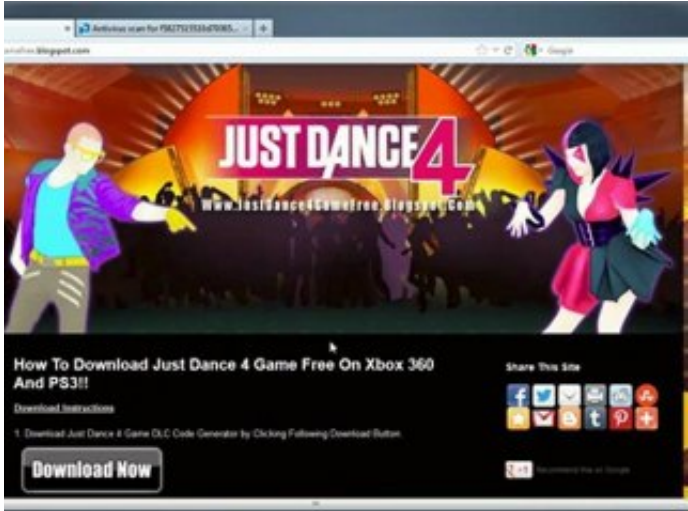 Antivirus scan for
Google
JUST DANCE 4
Www.JustDance4GameFree.Blogspot.Com
How To Download Just Dance 4 Game Free On Xbox 360
And PS3!!
Share This Site
Download Instructions
1. Download Just Dance 4 Game DLC Code Generator by Clicking Following Download Button.
Download Now
+1 Recommend this on Google